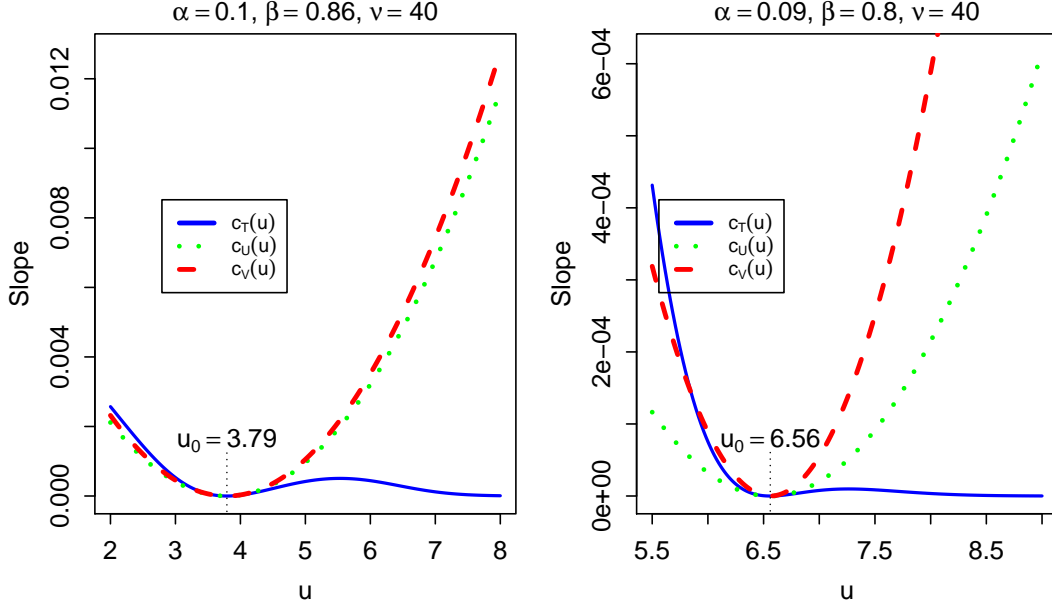 α = 0.1, β = 0.86, ν = 40
Slope
0.000
0.004
0.008
0.012
c_T(u)
c_U(u)
c_V(u)
u_0 = 3.79
2 3 4 5 6 7 8
u
α = 0.09, β = 0.8, ν = 40
Slope
0e+00
2e−04
4e−04
6e−04
c_T(u)
c_U(u)
c_V(u)
u_0 = 6.56
5.5 6.5 7.5 8.5
u